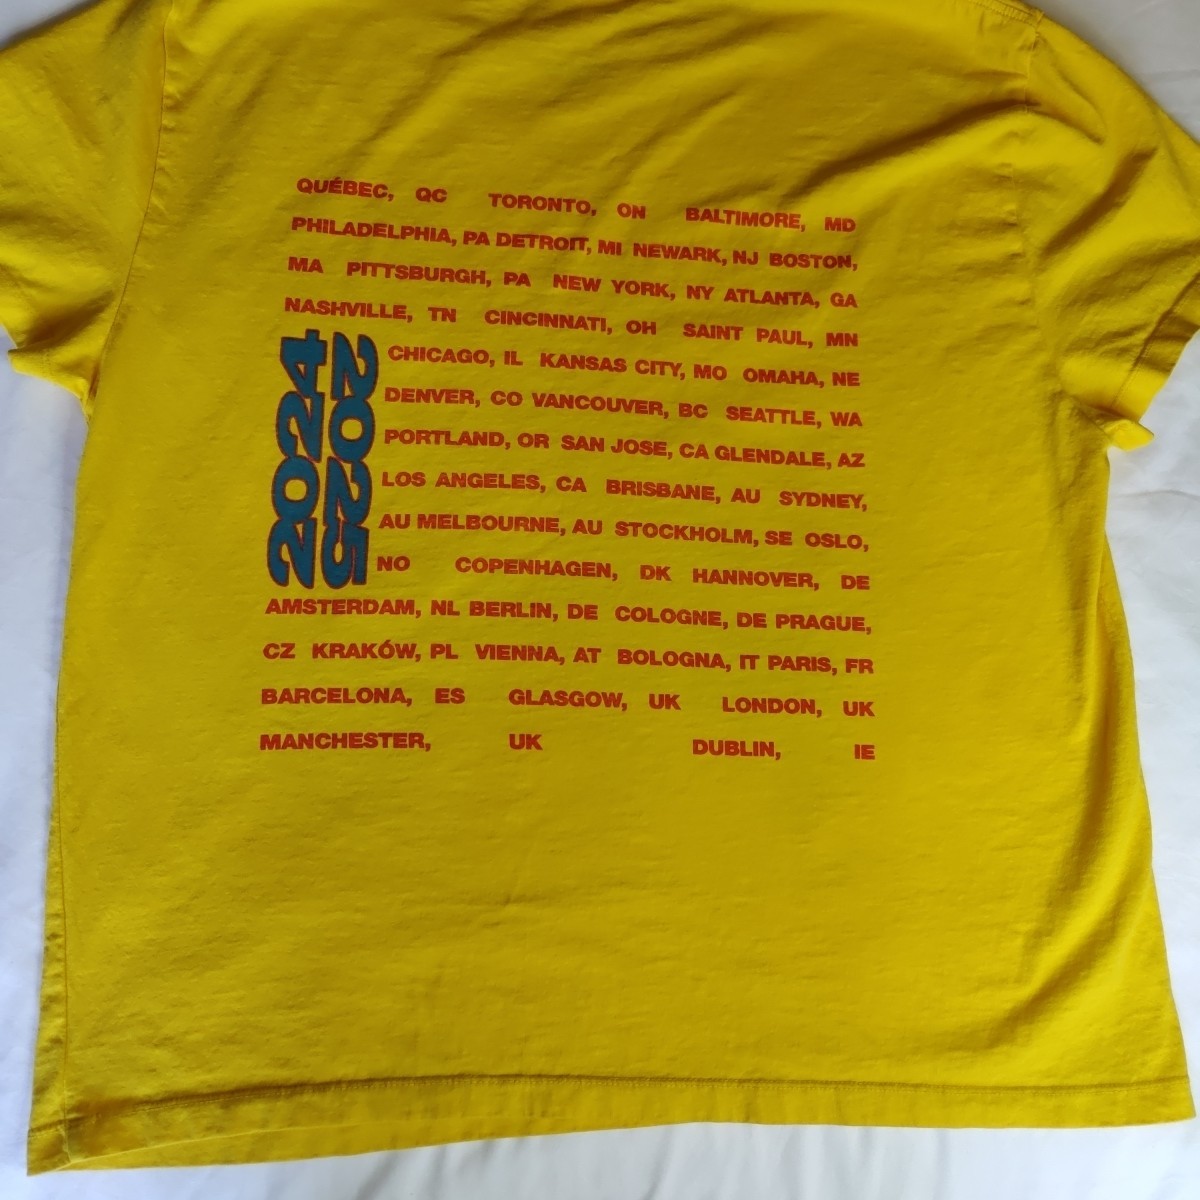 QUÉBEC, QC TORONTO, ON BALTIMORE, MD
PHILADELPHIA, PA DETROIT, MI NEWARK, NJ BOSTON,
MA PITTSBURGH, PA NEW YORK, NY ATLANTA, GA
NASHVILLE, TN CINCINNATI, OH SAINT PAUL, MN
2024
2025
CHICAGO, IL KANSAS CITY, MO OMAHA, NE
DENVER, CO VANCOUVER, BC SEATTLE, WA
PORTLAND, OR SAN JOSE, CA GLENDALE, AZ
LOS ANGELES, CA BRISBANE, AU SYDNEY,
AU MELBOURNE, AU STOCKHOLM, SE OSLO,
NO COPENHAGEN, DK HANNOVER, DE
AMSTERDAM, NL BERLIN, DE COLOGNE, DE PRAGUE,
CZ KRAKÓW, PL VIENNA, AT BOLOGNA, IT PARIS, FR
BARCELONA, ES GLASGOW, UK LONDON, UK
MANCHESTER, UK DUBLIN, IE